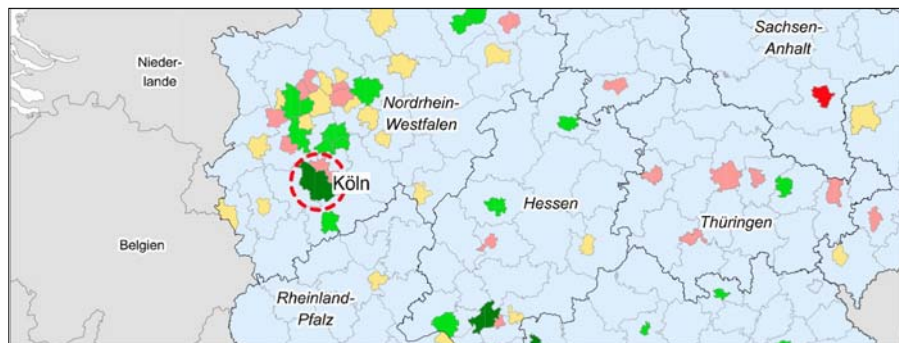 Sachsen-
Anhalt
Nieder-
lande
Nordrhein-
Westfalen
Köln
Hessen
Thüringen
Belgien
Rheinland-
Pfalz